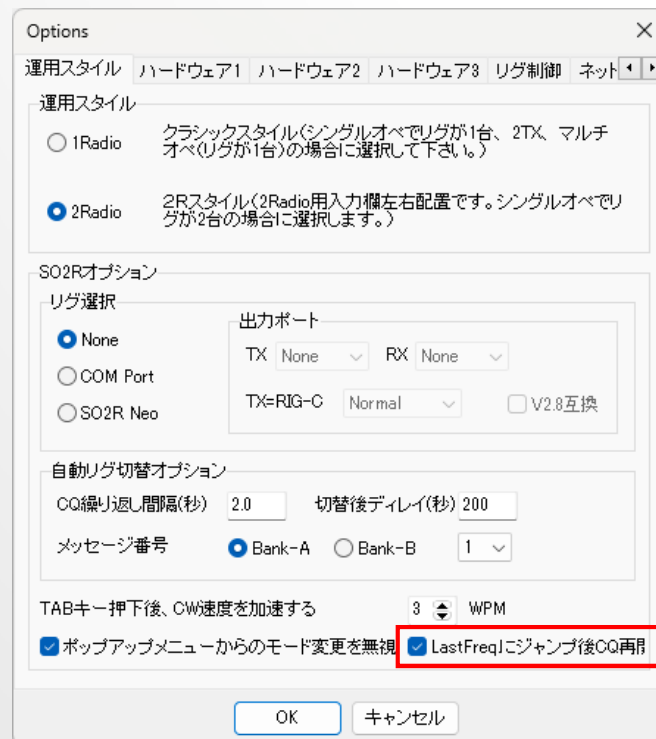 Options
運用スタイル ハードウェア1 ハードウェア2 ハードウェア3 リグ制御 ネット
運用スタイル
1Radio クラシックスタイル(シングルオペでリグが1台、2TX、マルチ
オペ(リグが1台)の場合に選択して下さい。)
2Radio 2Rスタイル(2Radio用入力欄左右配置です。シングルオペでリ
グが2台の場合に選択します。)
SO2Rオプション
リグ選択
None
COM Port
SO2R Neo
出力ポート
TX None RX None
TX=RIG-C Normal V2.8互換
自動リグ切替オプション
CQ繰り返し間隔(秒) 2.0 切替後ディレイ(秒) 200
メッセージ番号 Bank-A Bank-B 1
TABキー押下後、CW速度を加速する 3 WPM
ポップアップメニューからのモード変更を無視 LastFreqにジャンプ後CQ再開
OK キャンセル